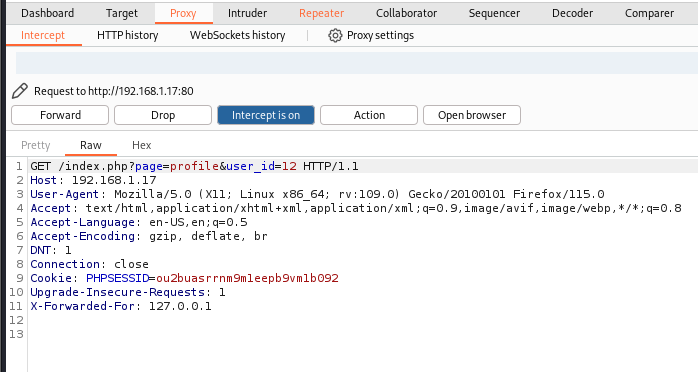 Dashboard Target Proxy Intruder Repeater Collaborator Sequencer Decoder Comparer
Intercept HTTP history WebSockets history Proxy settings
Request to http://192.168.1.17:80
Forward Drop Intercept is on Action Open browser
Pretty Raw Hex
1 GET /index.php?page=profile&user_id=12 HTTP/1.1
2 Host: 192.168.1.17
3 User-Agent: Mozilla/5.0 (X11; Linux x86_64; rv:109.0) Gecko/20100101 Firefox/115.0
4 Accept: text/html,application/xhtml+xml,application/xml;q=0.9,image/avif,image/webp,*/*;q=0.8
5 Accept-Language: en-US,en;q=0.5
6 Accept-Encoding: gzip, deflate, br
7 DNT: 1
8 Connection: close
9 Cookie: PHPSESSID=ou2buasrrnm9m1eepb9vm1b092
10 Upgrade-Insecure-Requests: 1
11 X-Forwarded-For: 127.0.0.1
12
13